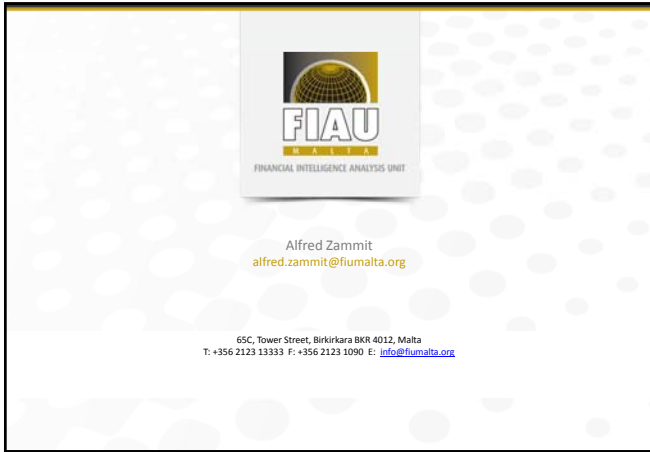 FIAU
MALTA
FINANCIAL INTELLIGENCE ANALYSIS UNIT
Alfred Zammit
alfred.zammit@fiumalta.org
65C, Tower Street, Birkirkara BKR 4012, Malta
T: +356 2123 13333 F: +356 2123 1090 E: info@fiumalta.org